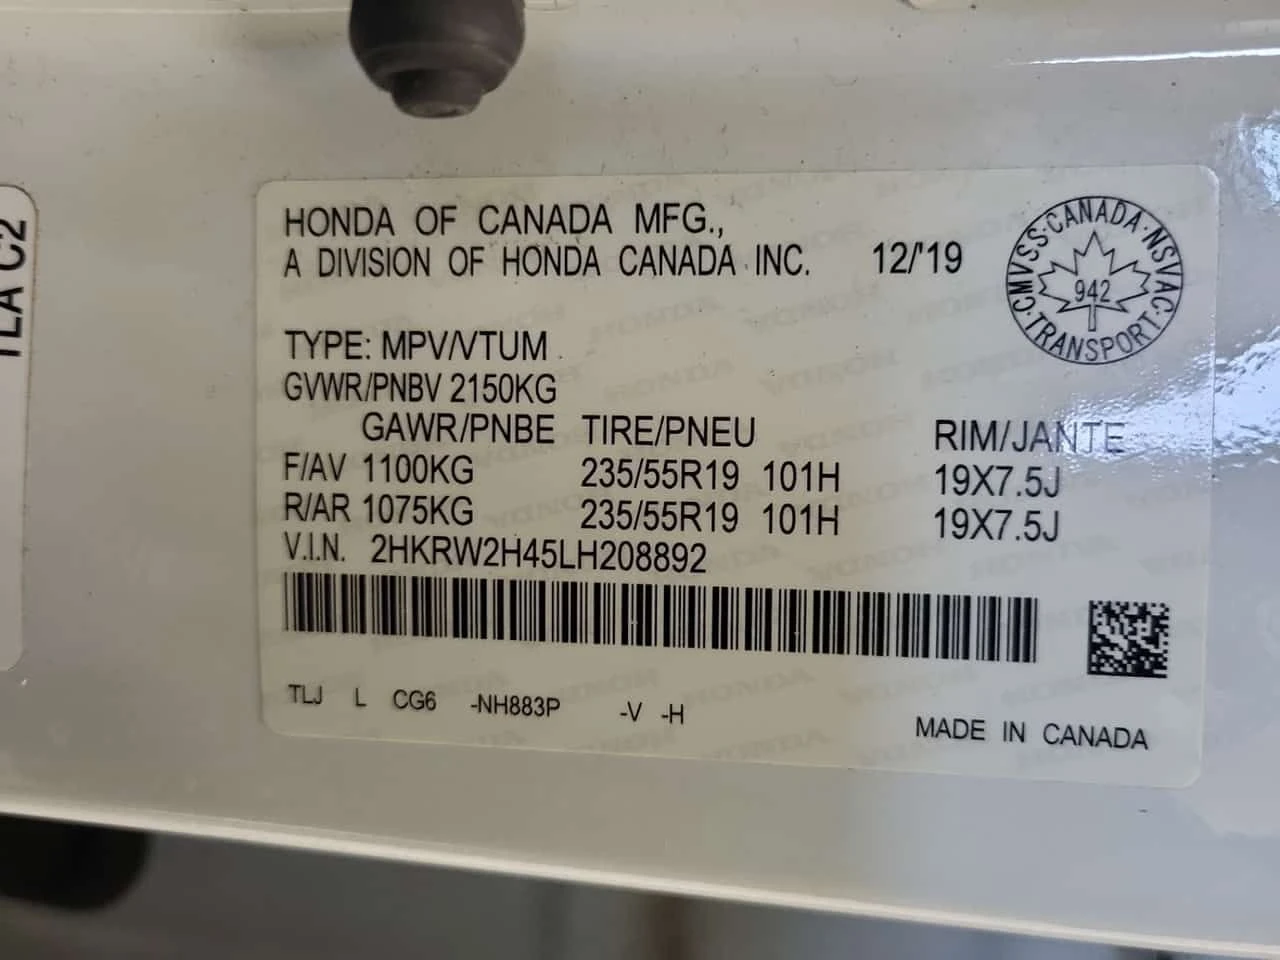 HONDA OF CANADA MFG.,
A DIVISION OF HONDA CANADA INC. 12/'19
CMVSS·CANADA·NSVAC·TRANSPORT·
942
TYPE: MPV/VTUM
GVWR/PNBV 2150KG
GAWR/PNBE TIRE/PNEU RIM/JANTE
F/AV 1100KG 235/55R19 101H 19X7.5J
R/AR 1075KG 235/55R19 101H 19X7.5J
V.I.N. 2HKRW2H45LH208892
TLJ L CG6 -NH883P -V -H
MADE IN CANADA
TLA C2